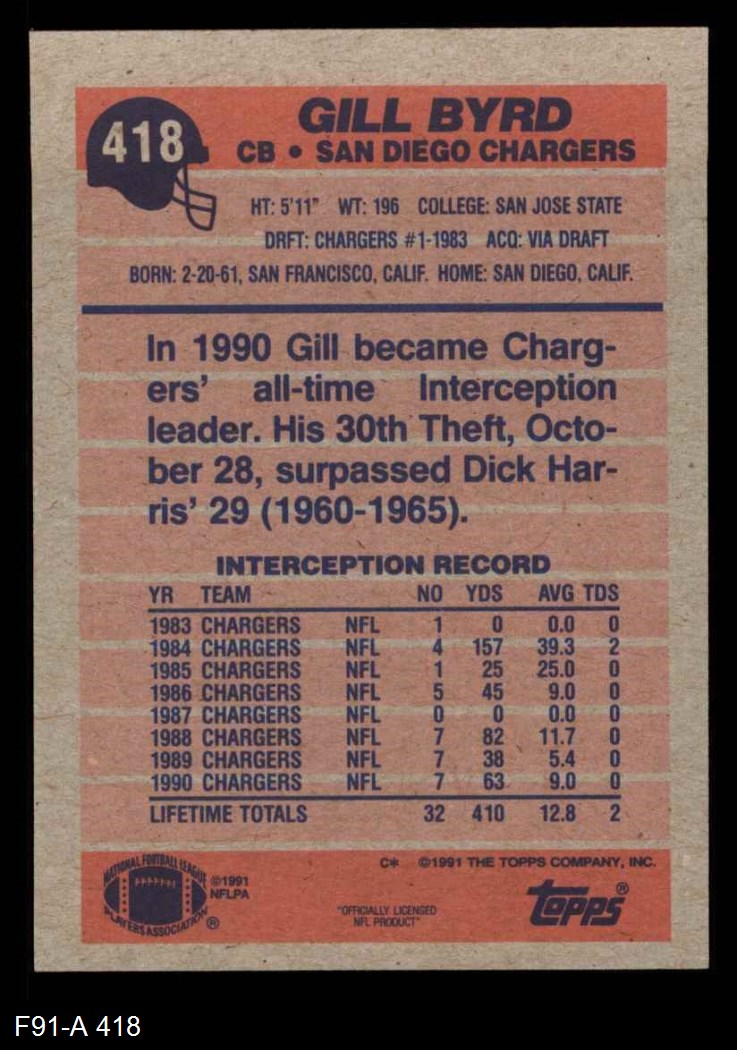 418
GILL BYRD
CB • SAN DIEGO CHARGERS
HT: 5'11" WT: 196 COLLEGE: SAN JOSE STATE
DRFT: CHARGERS #1-1983 ACQ: VIA DRAFT
BORN: 2-20-61, SAN FRANCISCO, CALIF. HOME: SAN DIEGO, CALIF.
In 1990 Gill became Charg-
ers' all-time Interception
leader. His 30th Theft, Octo-
ber 28, surpassed Dick Har-
ris' 29 (1960-1965).
INTERCEPTION RECORD
YR TEAM NO YDS AVG TDS
1983 CHARGERS NFL 1 0 0.0 0
1984 CHARGERS NFL 4 157 39.3 2
1985 CHARGERS NFL 1 25 25.0 0
1986 CHARGERS NFL 5 45 9.0 0
1987 CHARGERS NFL 0 0 0.0 0
1988 CHARGERS NFL 7 82 11.7 0
1989 CHARGERS NFL 7 38 5.4 0
1990 CHARGERS NFL 7 63 9.0 0
LIFETIME TOTALS 32 410 12.8 2
C* ©1991 THE TOPPS COMPANY, INC.
NATIONAL FOOTBALL LEAGUE
PLAYERS ASSOCIATION ®
©1991
NFLPA
"OFFICIALLY LICENSED
NFL PRODUCT"
topps®
F91-A 418